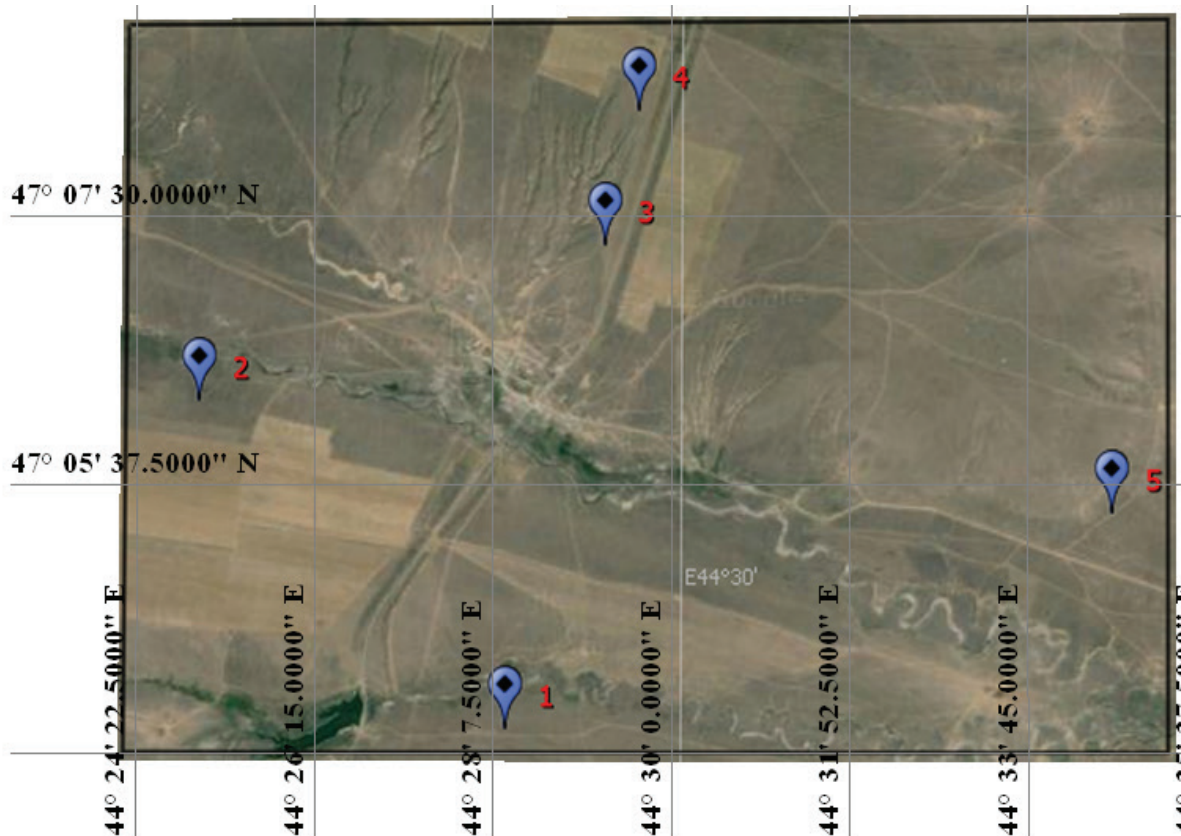 4
47° 07' 30.0000" N
3
2
47° 05' 37.5000" N
5
E44°30'
1
44° 24' 22.5000" E
44° 26' 15.0000" E
44° 28' 7.5000" E
44° 30' 0.0000" E
44° 31' 52.5000" E
44° 33' 45.0000" E